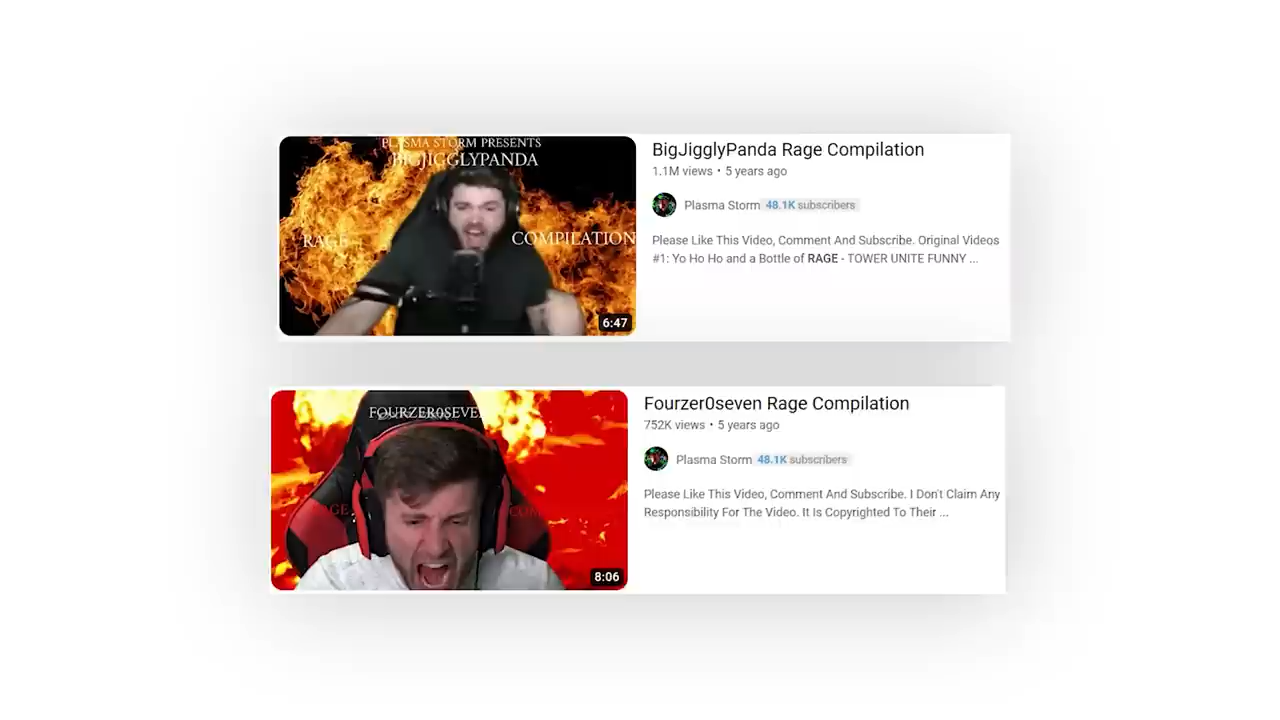 PLASMA STORM PRESENTS
BIGJIGGLYPANDA
RAGE
COMPILATION
6:47
BigJigglyPanda Rage Compilation
1.1M views • 5 years ago
Plasma Storm 48.1K subscribers
Please Like This Video, Comment And Subscribe. Original Videos
#1: Yo Ho Ho and a Bottle of RAGE - TOWER UNITE FUNNY ...
FOURZER0SEVEN
8:06
Fourzer0seven Rage Compilation
752K views • 5 years ago
Plasma Storm 48.1K subscribers
Please Like This Video, Comment And Subscribe. I Don't Claim Any
Responsibility For The Video. It Is Copyrighted To Their ...